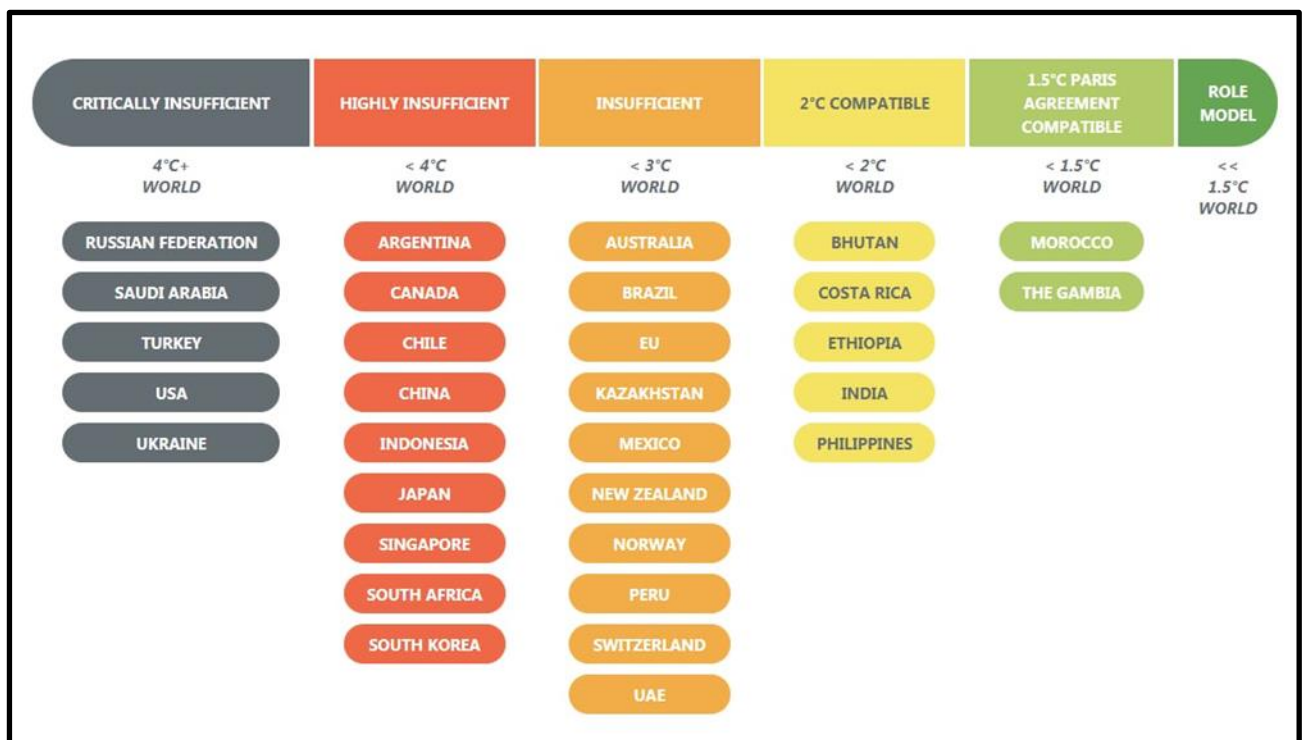 CRITICALLY INSUFFICIENT
HIGHLY INSUFFICIENT
INSUFFICIENT
2°C COMPATIBLE
1.5°C PARIS
AGREEMENT
COMPATIBLE
ROLE
MODEL
4°C+
WORLD
< 4°C
WORLD
< 3°C
WORLD
< 2°C
WORLD
< 1.5°C
WORLD
<<
1.5°C
WORLD
RUSSIAN FEDERATION
SAUDI ARABIA
TURKEY
USA
UKRAINE
ARGENTINA
CANADA
CHILE
CHINA
INDONESIA
JAPAN
SINGAPORE
SOUTH AFRICA
SOUTH KOREA
AUSTRALIA
BRAZIL
EU
KAZAKHSTAN
MEXICO
NEW ZEALAND
NORWAY
PERU
SWITZERLAND
UAE
BHUTAN
COSTA RICA
ETHIOPIA
INDIA
PHILIPPINES
MOROCCO
THE GAMBIA